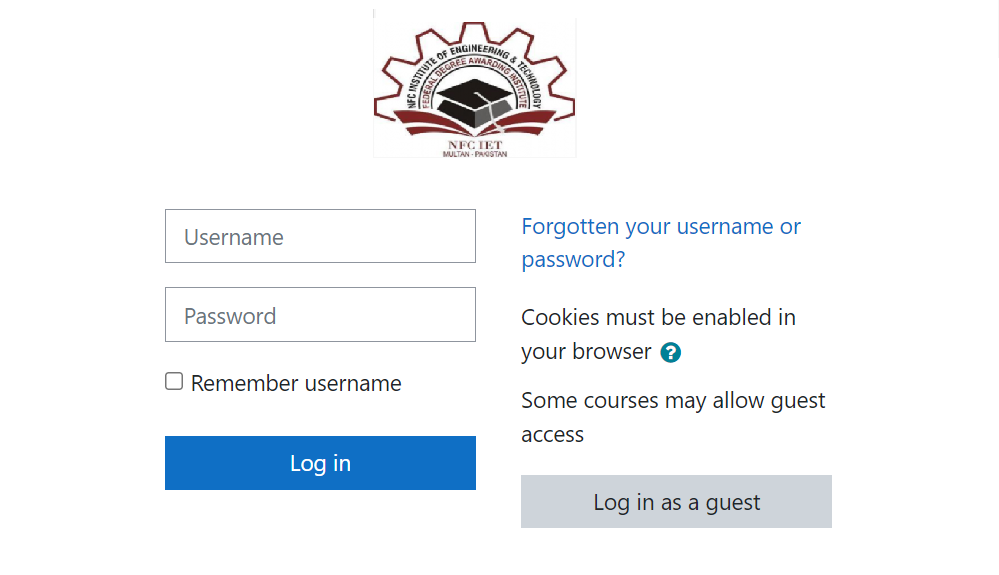 NFC INSTITUTE OF ENGINEERING & TECHNOLOGY
FEDERAL DEGREE AWARDING INSTITUTE
NFC IET
MULTAN - PAKISTAN
Username
Password
Remember username
Log in
Forgotten your username or
password?
Cookies must be enabled in
your browser ?
Some courses may allow guest
access
Log in as a guest